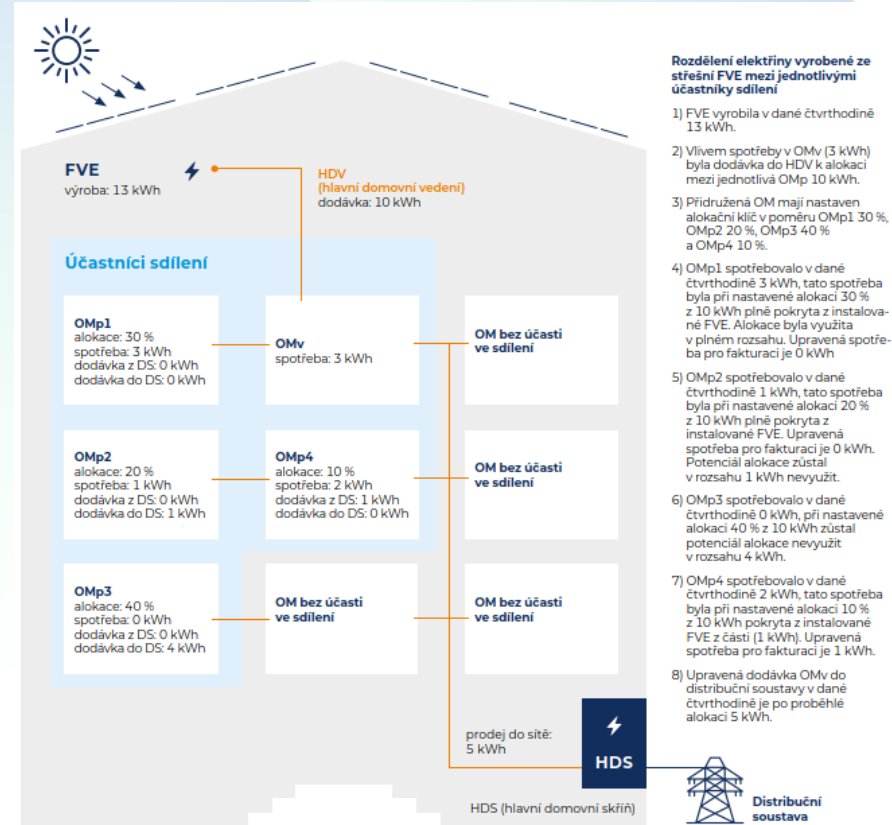 FVE
výroba: 13 kWh
HDV
(hlavní domovní vedení)
dodávka: 10 kWh
Účastníci sdílení
OMp1
alokace: 30 %
spotřeba: 3 kWh
dodávka z DS: 0 kWh
dodávka do DS: 0 kWh
OMv
spotřeba: 3 kWh
OM bez účasti
ve sdílení
OMp2
alokace: 20 %
spotřeba: 1 kWh
dodávka z DS: 0 kWh
dodávka do DS: 1 kWh
OMp4
alokace: 10 %
spotřeba: 2 kWh
dodávka z DS: 1 kWh
dodávka do DS: 0 kWh
OM bez účasti
ve sdílení
OMp3
alokace: 40 %
spotřeba: 0 kWh
dodávka z DS: 0 kWh
dodávka do DS: 4 kWh
OM bez účasti
ve sdílení
OM bez účasti
ve sdílení
prodej do sítě:
5 kWh
HDS
HDS (hlavní domovní skříň)
Distribuční
soustava
Rozdělení elektřiny vyrobené ze
střešní FVE mezi jednotlivými
účastníky sdílení
1) FVE vyrobila v dané čtvrthodině
13 kWh.
2) Vlivem spotřeby v OMv (3 kWh)
byla dodávka do HDV k alokaci
mezi jednotlivá OMp 10 kWh.
3) Přidružená OM mají nastaven
alokační klíč v poměru OMp1 30 %,
OMp2 20 %, OMp3 40 %
a OMp4 10 %.
4) OMp1 spotřebovalo v dané
čtvrthodině 3 kWh, tato spotřeba
byla při nastavené alokaci 30 %
z 10 kWh plně pokryta z instalova-
né FVE. Alokace byla využita
v plném rozsahu. Upravená spotře-
ba pro fakturaci je 0 kWh
5) OMp2 spotřebovalo v dané
čtvrthodině 1 kWh, tato spotřeba
byla při nastavené alokaci 20 %
z 10 kWh plně pokryta z
instalované FVE. Upravená
spotřeba pro fakturaci je 0 kWh.
Potenciál alokace zůstal
v rozsahu 1 kWh nevyužit.
6) OMp3 spotřebovalo v dané
čtvrthodině 0 kWh, při nastavené
alokaci 40 % z 10 kWh zůstal
potenciál alokace nevyužit
v rozsahu 4 kWh.
7) OMp4 spotřebovalo v dané
čtvrthodině 2 kWh, tato spotřeba
byla při nastavené alokaci 10 %
z 10 kWh pokryta z instalované
FVE z části (1 kWh). Upravená
spotřeba pro fakturaci je 1 kWh.
8) Upravená dodávka OMv do
distribuční soustavy v dané
čtvrthodině je po proběhlé
alokaci 5 kWh.